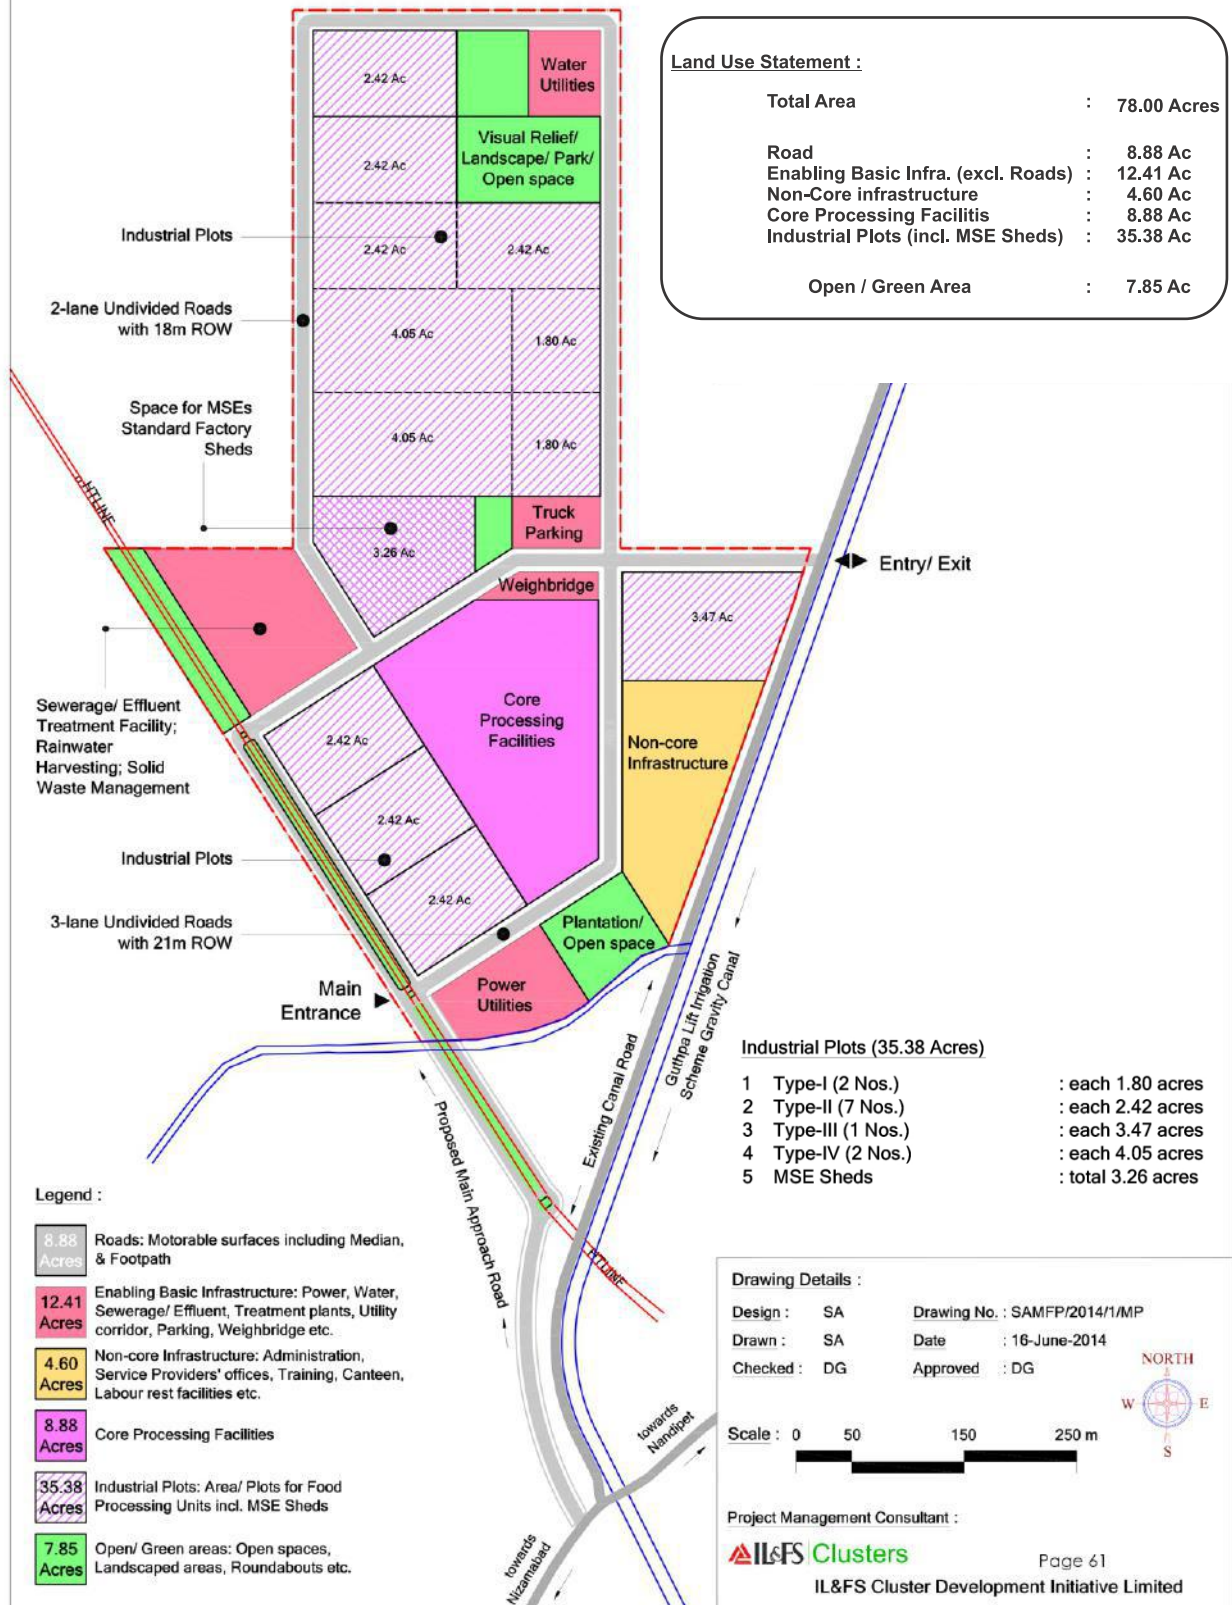 Land Use Statement :
Total Area : 78.00 Acres
Road : 8.88 Ac
Enabling Basic Infra. (excl. Roads) : 12.41 Ac
Non-Core infrastructure : 4.60 Ac
Core Processing Facilitis : 8.88 Ac
Industrial Plots (incl. MSE Sheds) : 35.38 Ac
Open / Green Area : 7.85 Ac
2.42 Ac
Water
Utilities
2.42 Ac
Visual Relief/
Landscape/ Park/
Open space
Industrial Plots
2.42 Ac
2.42 Ac
2-lane Undivided Roads
with 18m ROW
4.05 Ac
1.80 Ac
Space for MSEs
Standard Factory
Sheds
4.05 Ac
1.80 Ac
HTLINE
3.26 Ac
Truck
Parking
Entry/ Exit
Weighbridge
3.47 Ac
Sewerage/ Effluent
Treatment Facility;
Rainwater
Harvesting; Solid
Waste Management
Core
Processing
Facilities
2.42 Ac
Non-core
Infrastructure
2.42 Ac
Industrial Plots
2.42 Ac
3-lane Undivided Roads
with 21m ROW
Plantation/
Open space
Main
Entrance
Power
Utilities
Guthpa Lift Irrigation
Scheme Gravity Canal
Existing Canal Road
Proposed Main Approach Road
HTLINE
Industrial Plots (35.38 Acres)
1 Type-I (2 Nos.) : each 1.80 acres
2 Type-II (7 Nos.) : each 2.42 acres
3 Type-III (1 Nos.) : each 3.47 acres
4 Type-IV (2 Nos.) : each 4.05 acres
5 MSE Sheds : total 3.26 acres
Legend :
8.88
Acres
Roads: Motorable surfaces including Median,
& Footpath
12.41
Acres
Enabling Basic Infrastructure: Power, Water,
Sewerage/ Effluent, Treatment plants, Utility
corridor, Parking, Weighbridge etc.
4.60
Acres
Non-core Infrastructure: Administration,
Service Providers' offices, Training, Canteen,
Labour rest facilities etc.
8.88
Acres
Core Processing Facilities
35.38
Acres
Industrial Plots: Area/ Plots for Food
Processing Units incl. MSE Sheds
7.85
Acres
Open/ Green areas: Open spaces,
Landscaped areas, Roundabouts etc.
towards
Nandipet
towards
Nizamabad
Drawing Details :
Design : SA Drawing No. : SAMFP/2014/1/MP
Drawn : SA Date : 16-June-2014
Checked : DG Approved : DG
NORTH
W E
S
Scale : 0 50 150 250 m
Project Management Consultant :
IL&FS Clusters
Page 61
IL&FS Cluster Development Initiative Limited